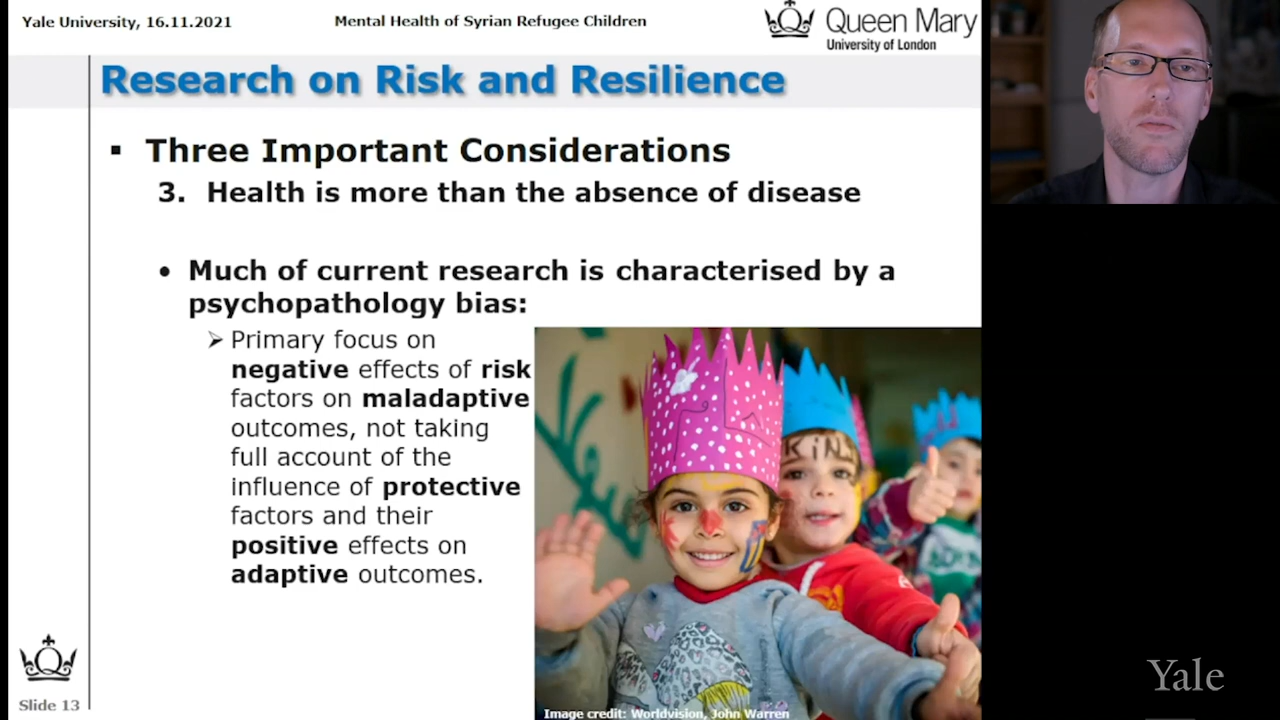 Yale University, 16.11.2021
Mental Health of Syrian Refugee Children
Queen Mary
University of London
Research on Risk and Resilience
▪ Three Important Considerations
3. Health is more than the absence of disease
• Much of current research is characterised by a
psychopathology bias:
➢ Primary focus on
negative effects of risk
factors on maladaptive
outcomes, not taking
full account of the
influence of protective
factors and their
positive effects on
adaptive outcomes.
KiN
Image credit: Worldvision, John Warren
Slide 13
Yale